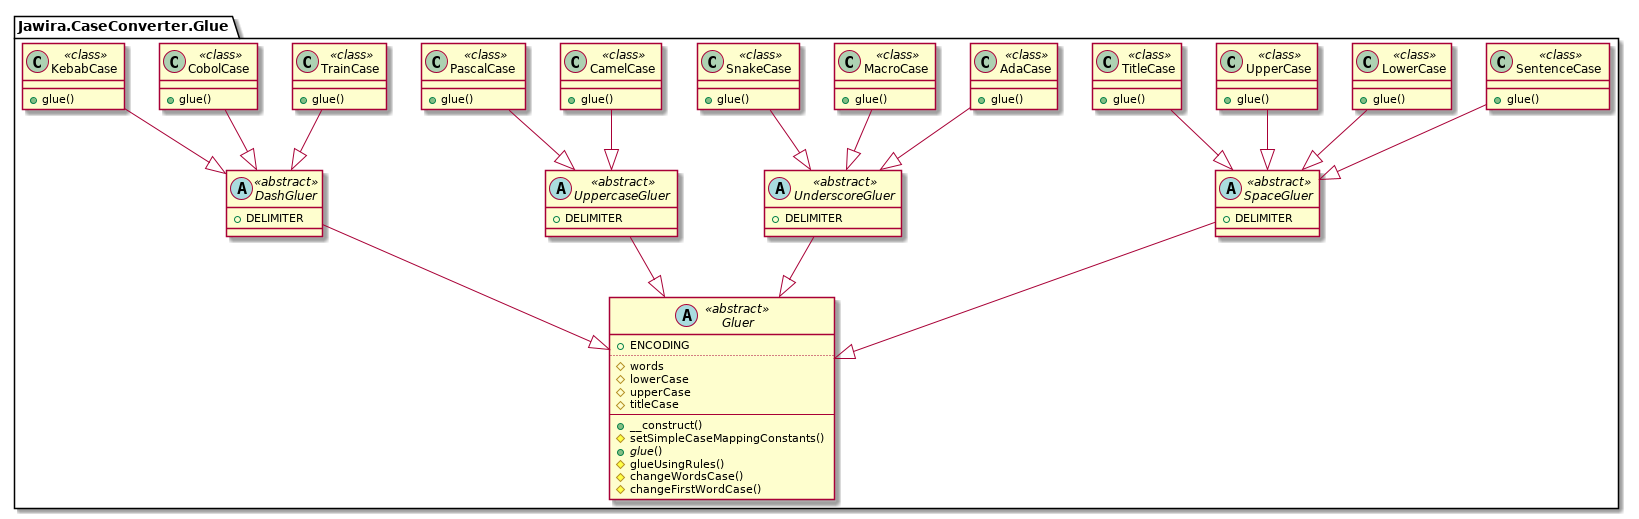 Jawira.CaseConverter.Glue
C «class»
KebabCase
glue()
C «class»
CobolCase
glue()
C «class»
TrainCase
glue()
C «class»
PascalCase
glue()
C «class»
CamelCase
glue()
C «class»
SnakeCase
glue()
C «class»
MacroCase
glue()
C «class»
AdaCase
glue()
C «class»
TitleCase
glue()
C «class»
UpperCase
glue()
C «class»
LowerCase
glue()
C «class»
SentenceCase
glue()
A «abstract»
DashGluer
DELIMITER
A «abstract»
UppercaseGluer
DELIMITER
A «abstract»
UnderscoreGluer
DELIMITER
A «abstract»
SpaceGluer
DELIMITER
A «abstract»
Gluer
ENCODING
words
lowerCase
upperCase
titleCase
__construct()
setSimpleCaseMappingConstants()
glue()
glueUsingRules()
changeWordsCase()
changeFirstWordCase()